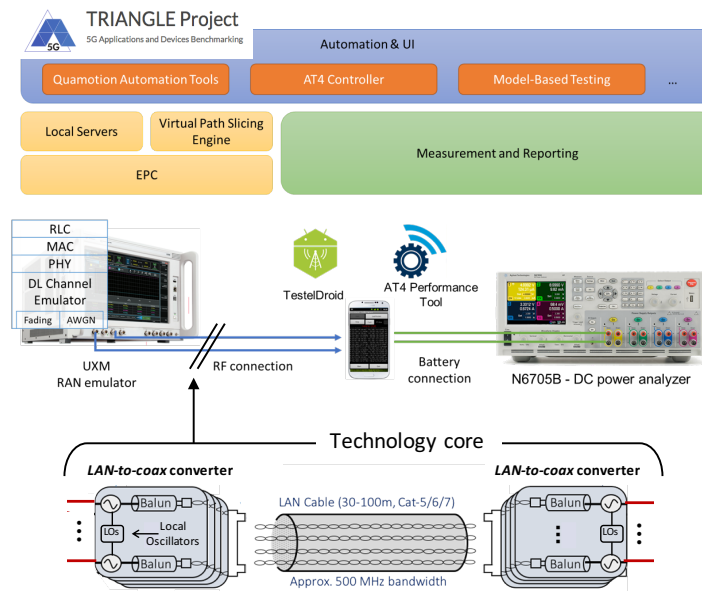 TRIANGLE Project
5G Applications and Devices Benchmarking
5G
Automation & UI
Quamotion Automation Tools
AT4 Controller
Model-Based Testing
...
Local Servers
Virtual Path Slicing
Engine
EPC
Measurement and Reporting
RLC
MAC
PHY
DL Channel
Emulator
Fading
AWGN
TestelDroid
AT4 Performance
Tool
UXM
RAN emulator
RF connection
Battery
connection
N6705B - DC power analyzer
Technology core
LAN-to-coax converter
LAN-to-coax converter
Balun
LOs
Local
Oscillators
Balun
LAN Cable (30-100m, Cat-5/6/7)
Approx. 500 MHz bandwidth
Balun
LOs
Balun